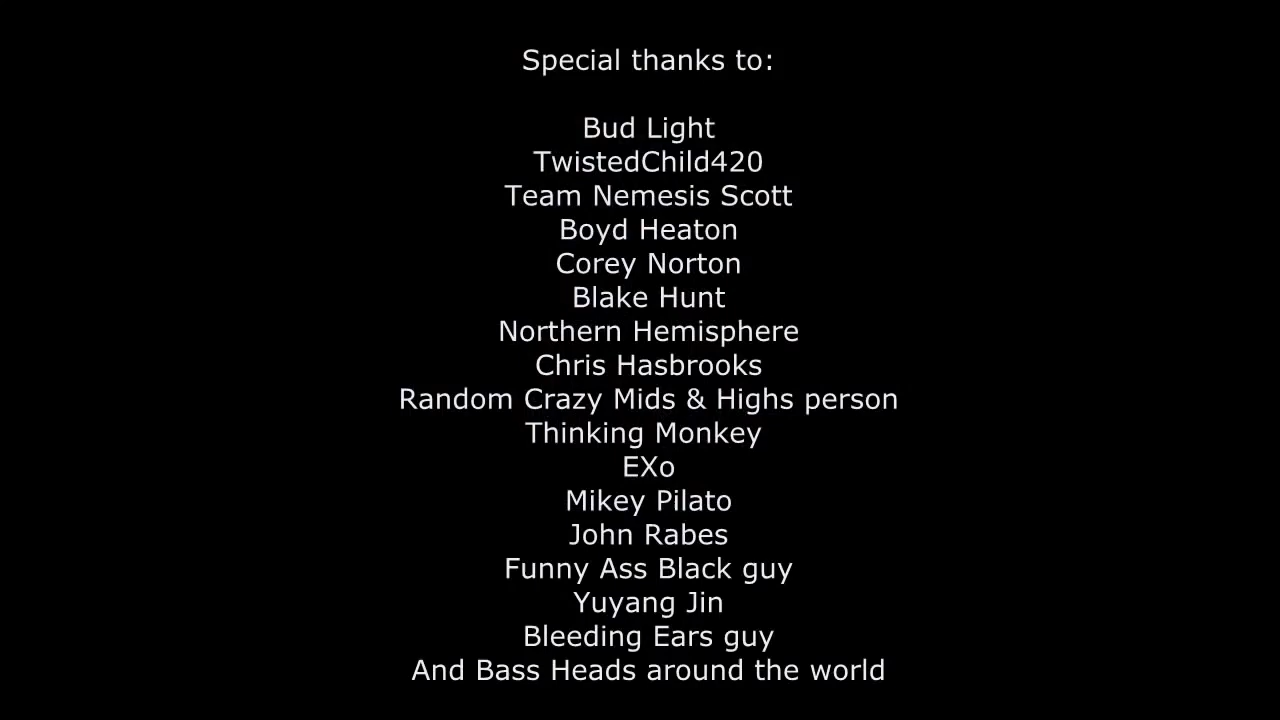 Special thanks to:
Bud Light
TwistedChild420
Team Nemesis Scott
Boyd Heaton
Corey Norton
Blake Hunt
Northern Hemisphere
Chris Hasbrooks
Random Crazy Mids & Highs person
Thinking Monkey
EXo
Mikey Pilato
John Rabes
Funny Ass Black guy
Yuyang Jin
Bleeding Ears guy
And Bass Heads around the world